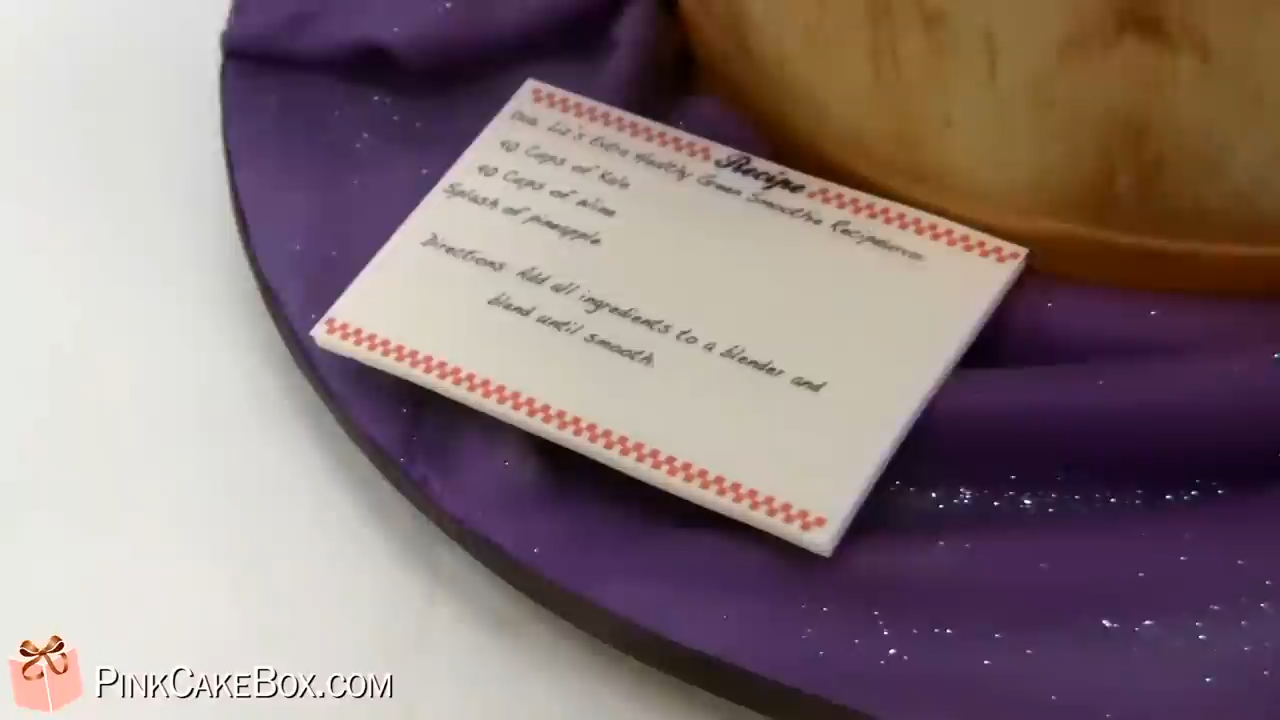 Recipe
Liz's Extra Healthy Green Smoothie
40 Cups of Kale
40 Cups of Wine
Splash of pineapple
Directions: Add all ingredients to a blender and
blend until smooth.
PINKCAKEBOX.COM